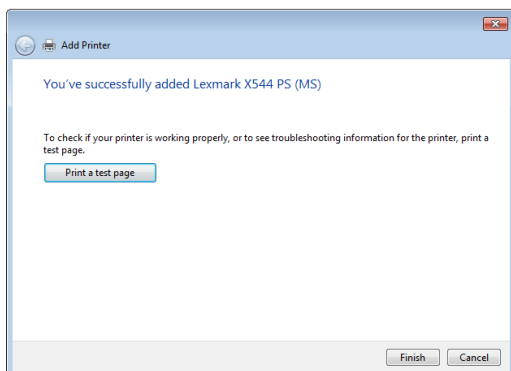 Add Printer
You've successfully added Lexmark X544 PS (MS)
To check if your printer is working properly, or to see troubleshooting information for the printer, print a
test page.
Print a test page
Finish Cancel